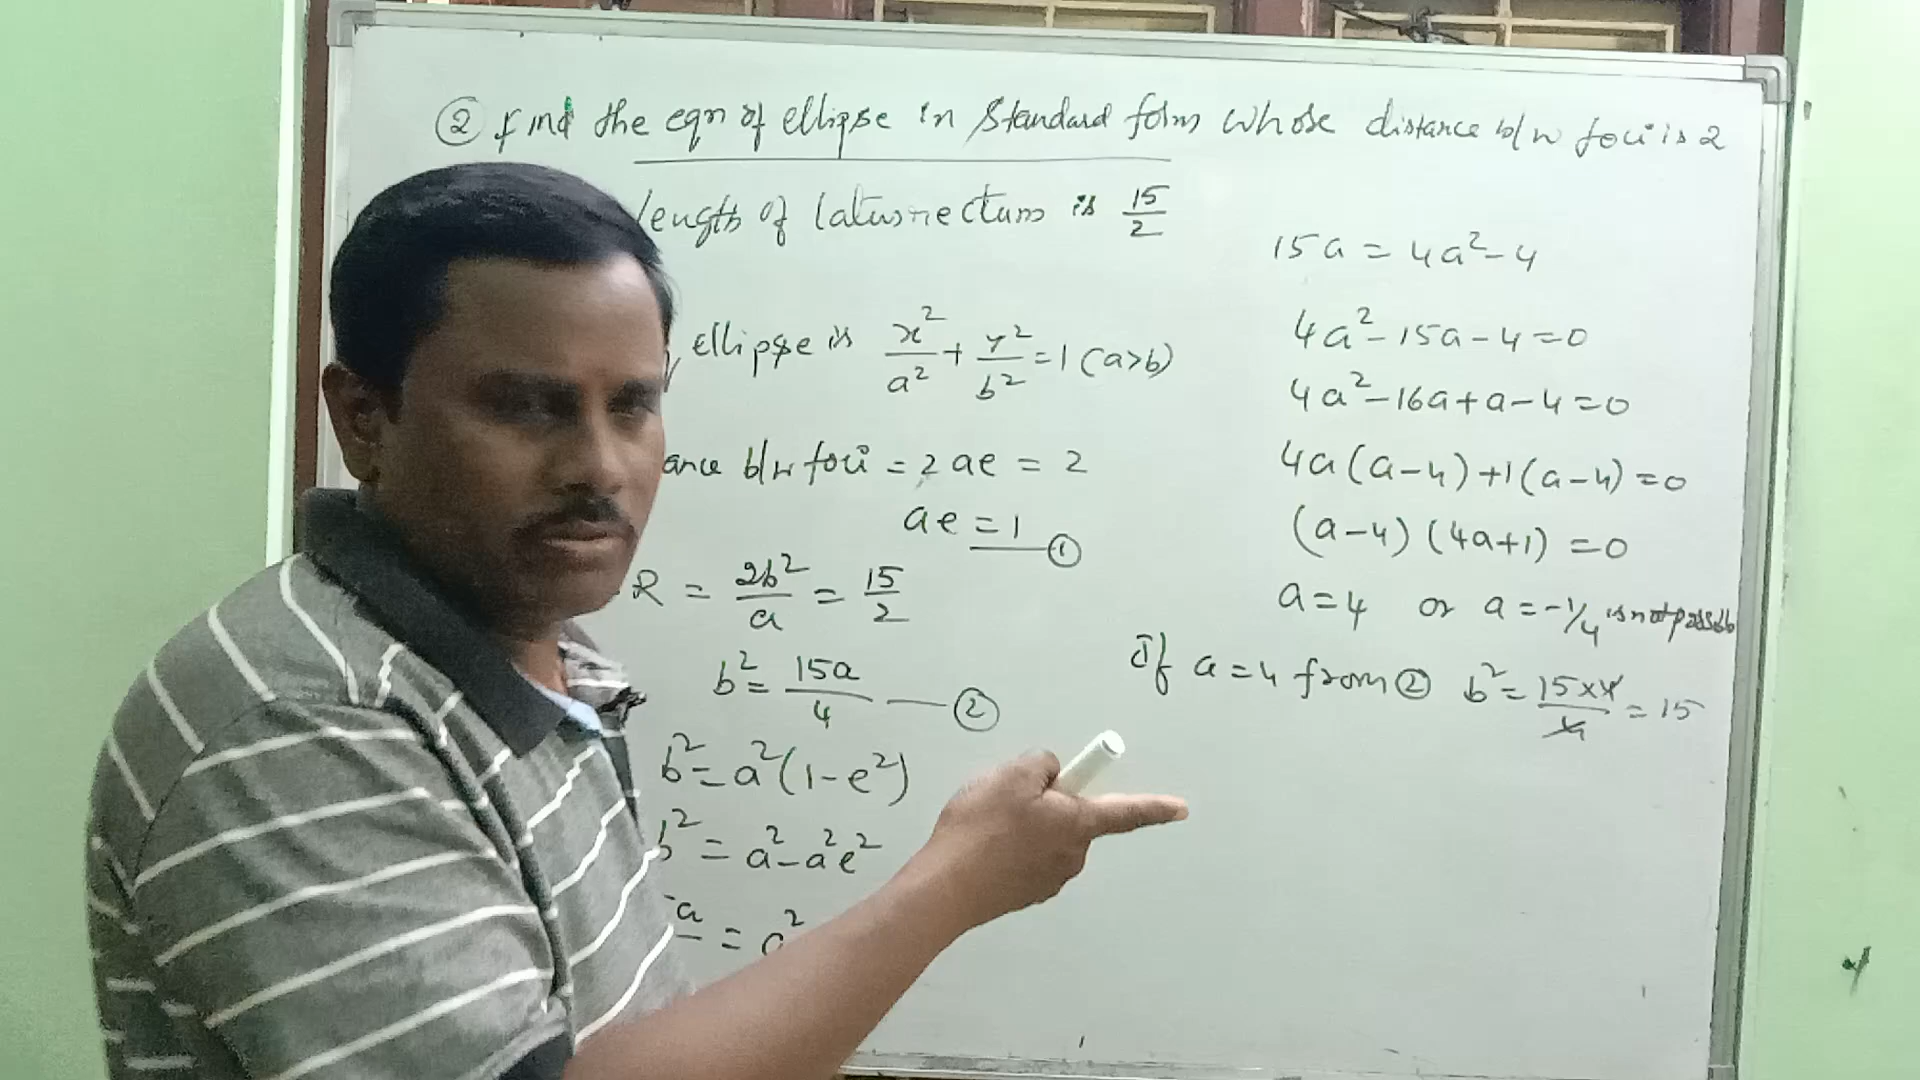 ② find the eqn of ellipse in standard form whose distance b/w foci is 2
length of latusrectum is 15/2
ellipse is x²/a² + y²/b² = 1 (a>b)
b/w foci = 2ae = 2
ae = 1 — ①
= 2b²/a = 15/2
b² = 15a/4 — ②
b² = a²(1-e²)
b² = a² - a²e²
= a²
15a = 4a² - 4
4a² - 15a - 4 = 0
4a² - 16a + a - 4 = 0
4a(a-4) + 1(a-4) = 0
(a-4) (4a+1) = 0
a = 4 or a = -1/4 is not possible
If a = 4 from ② b² = 15×4/4 = 15